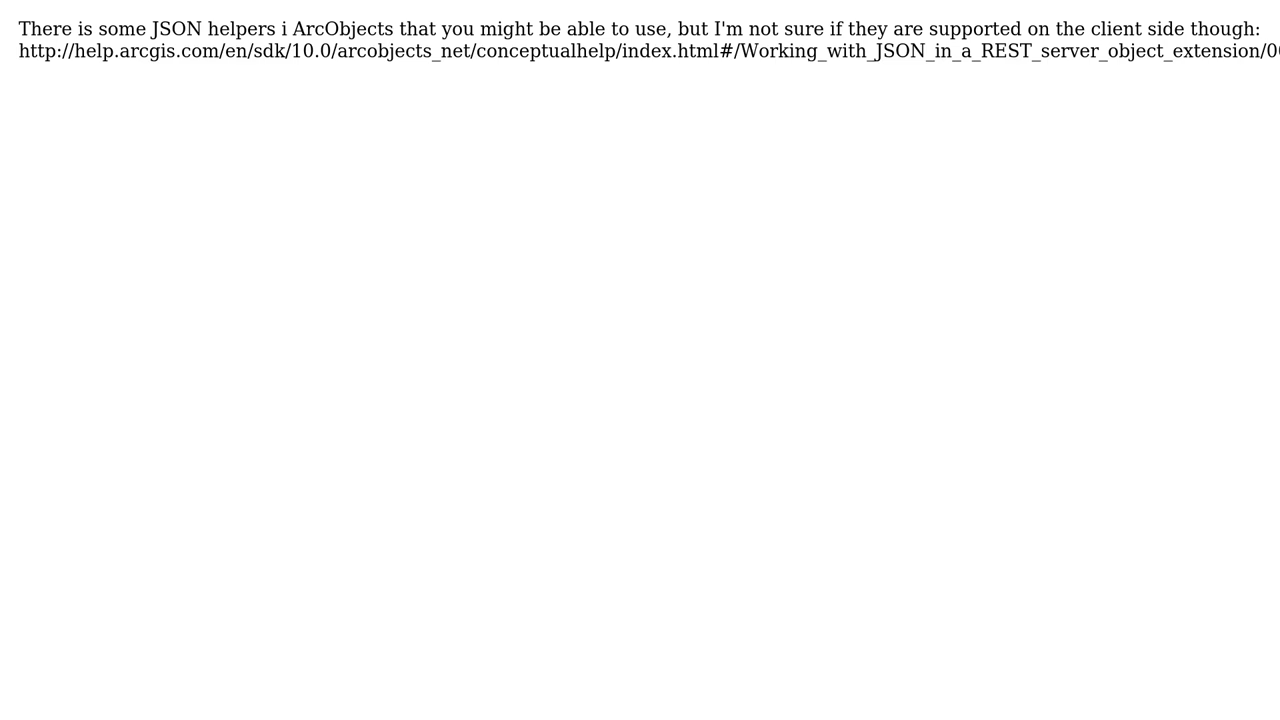 There is some JSON helpers i ArcObjects that you might be able to use, but I'm not sure if they are supported on the client side though:
http://help.arcgis.com/en/sdk/10.0/arcobjects_net/conceptualhelp/index.html#/Working_with_JSON_in_a_REST_server_object_extension/0